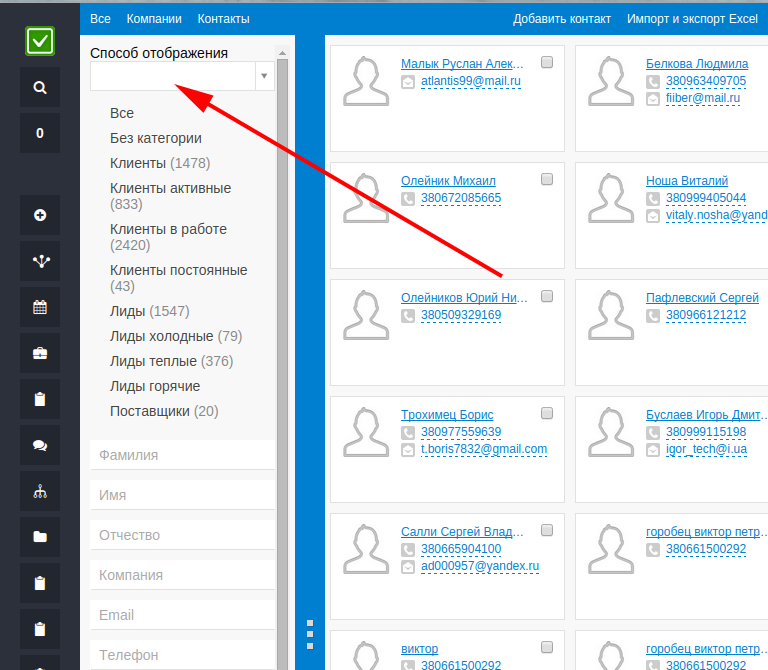 Все Компании Контакты Добавить контакт Импорт и экспорт Excel
Способ отображения
0
Все
Без категории
Клиенты (1478)
Клиенты активные
(833)
Клиенты в работе
(2420)
Клиенты постоянные
(43)
Лиды (1547)
Лиды холодные (79)
Лиды теплые (376)
Лиды горячие
Поставщики (20)
Фамилия
Имя
Отчество
Компания
Email
Телефон
Малык Руслан Алек...
atlantis99@mail.ru
Белкова Людмила
380963409705
fiiber@mail.ru
Олейник Михаил
380672085665
Ноша Виталий
380999405044
vitaly.nosha@yand
Олейников Юрий Ни...
380509329169
Пафлевский Сергей
380966121212
Трохимец Борис
380977559639
t.boris7832@gmail.com
Буслаев Игорь Дмит...
380999115198
igor_tech@i.ua
Салли Сергей Влад...
380665904100
ad000957@yandex.ru
горобец виктор петр...
380661500292
виктор
380661500292
горобец виктор петр...
380661500292